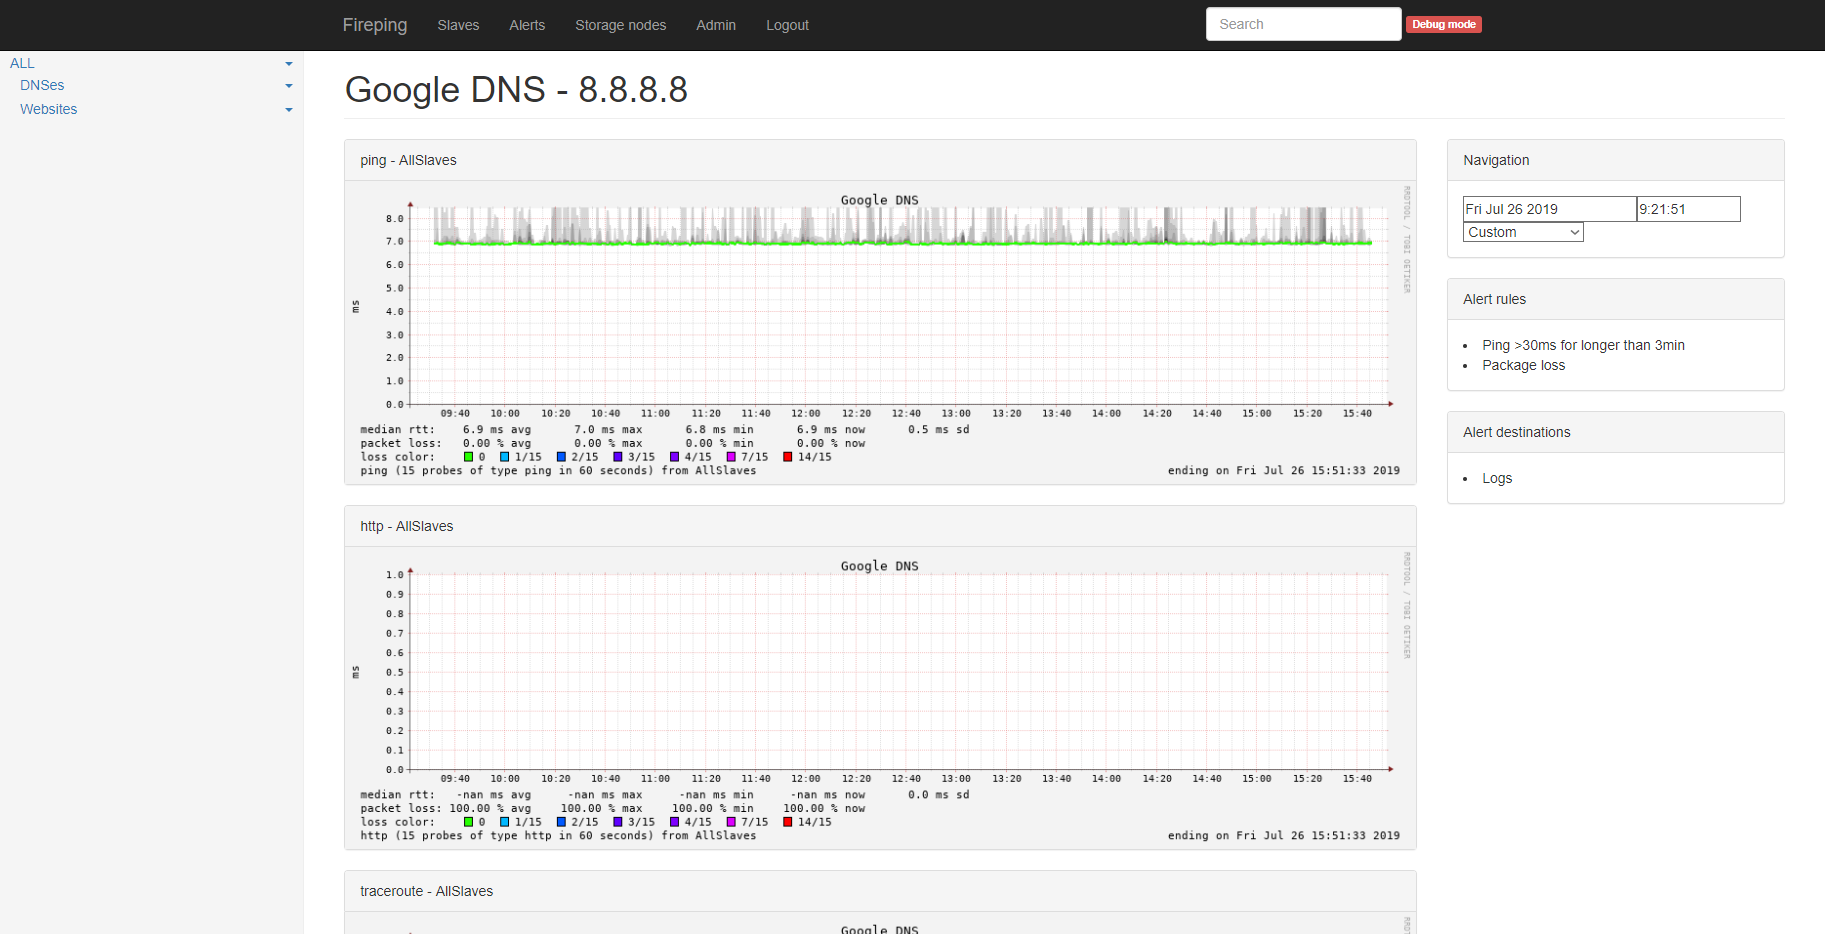 Fireping Slaves Alerts Storage nodes Admin Logout Search Debug mode
ALL
DNSes
Websites
Google DNS - 8.8.8.8
ping - AllSlaves
Google DNS
RRDTOOL / TOBI OETIKER
8.0
7.0
6.0
5.0
4.0
3.0
2.0
1.0
0.0
ms
09:40 10:00 10:20 10:40 11:00 11:20 11:40 12:00 12:20 12:40 13:00 13:20 13:40 14:00 14:20 14:40 15:00 15:20 15:40
median rtt: 6.9 ms avg 7.0 ms max 6.8 ms min 6.9 ms now 0.5 ms sd
packet loss: 0.00 % avg 0.00 % max 0.00 % min 0.00 % now
loss color: 0 1/15 2/15 3/15 4/15 7/15 14/15
ping (15 probes of type ping in 60 seconds) from AllSlaves ending on Fri Jul 26 15:51:33 2019
http - AllSlaves
Google DNS
RRDTOOL / TOBI OETIKER
1.0
0.9
0.8
0.7
0.6
0.5
0.4
0.3
0.2
0.1
0.0
ms
09:40 10:00 10:20 10:40 11:00 11:20 11:40 12:00 12:20 12:40 13:00 13:20 13:40 14:00 14:20 14:40 15:00 15:20 15:40
median rtt: -nan ms avg -nan ms max -nan ms min -nan ms now 0.0 ms sd
packet loss: 100.00 % avg 100.00 % max 100.00 % min 100.00 % now
loss color: 0 1/15 2/15 3/15 4/15 7/15 14/15
http (15 probes of type http in 60 seconds) from AllSlaves ending on Fri Jul 26 15:51:33 2019
traceroute - AllSlaves
Google DNS
Navigation
Fri Jul 26 2019 9:21:51
Custom
Alert rules
Ping >30ms for longer than 3min
Package loss
Alert destinations
Logs